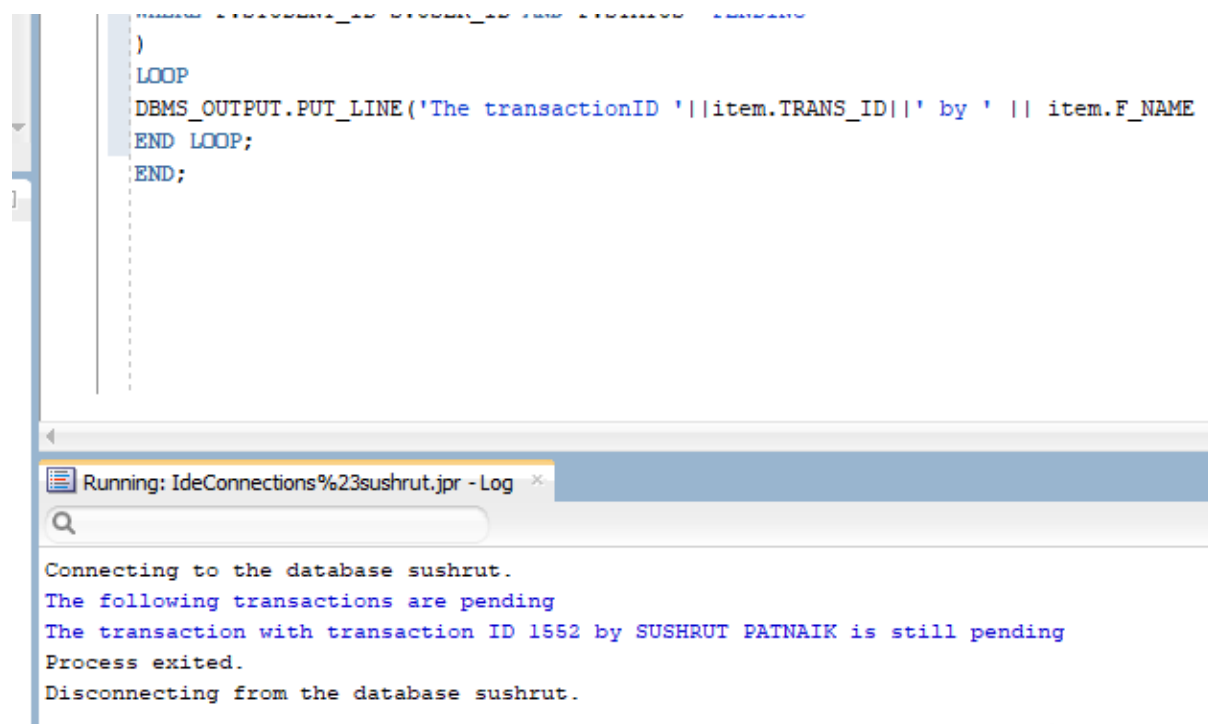 WHERE
)
LOOP
DBMS_OUTPUT.PUT_LINE('The transactionID '||item.TRANS_ID||' by ' || item.F_NAME
END LOOP;
END;
Running: IdeConnections%23sushrut.jpr - Log
Connecting to the database sushrut.
The following transactions are pending
The transaction with transaction ID 1552 by SUSHRUT PATNAIK is still pending
Process exited.
Disconnecting from the database sushrut.